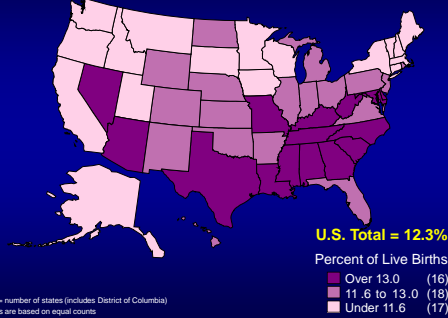 U.S. Total = 12.3%
Percent of Live Births
Over 13.0 (16)
11 .6 to 13.0 (18)
Under 11.6 (17)
= number of states (includes District of Columbia)
s are based on equal counts